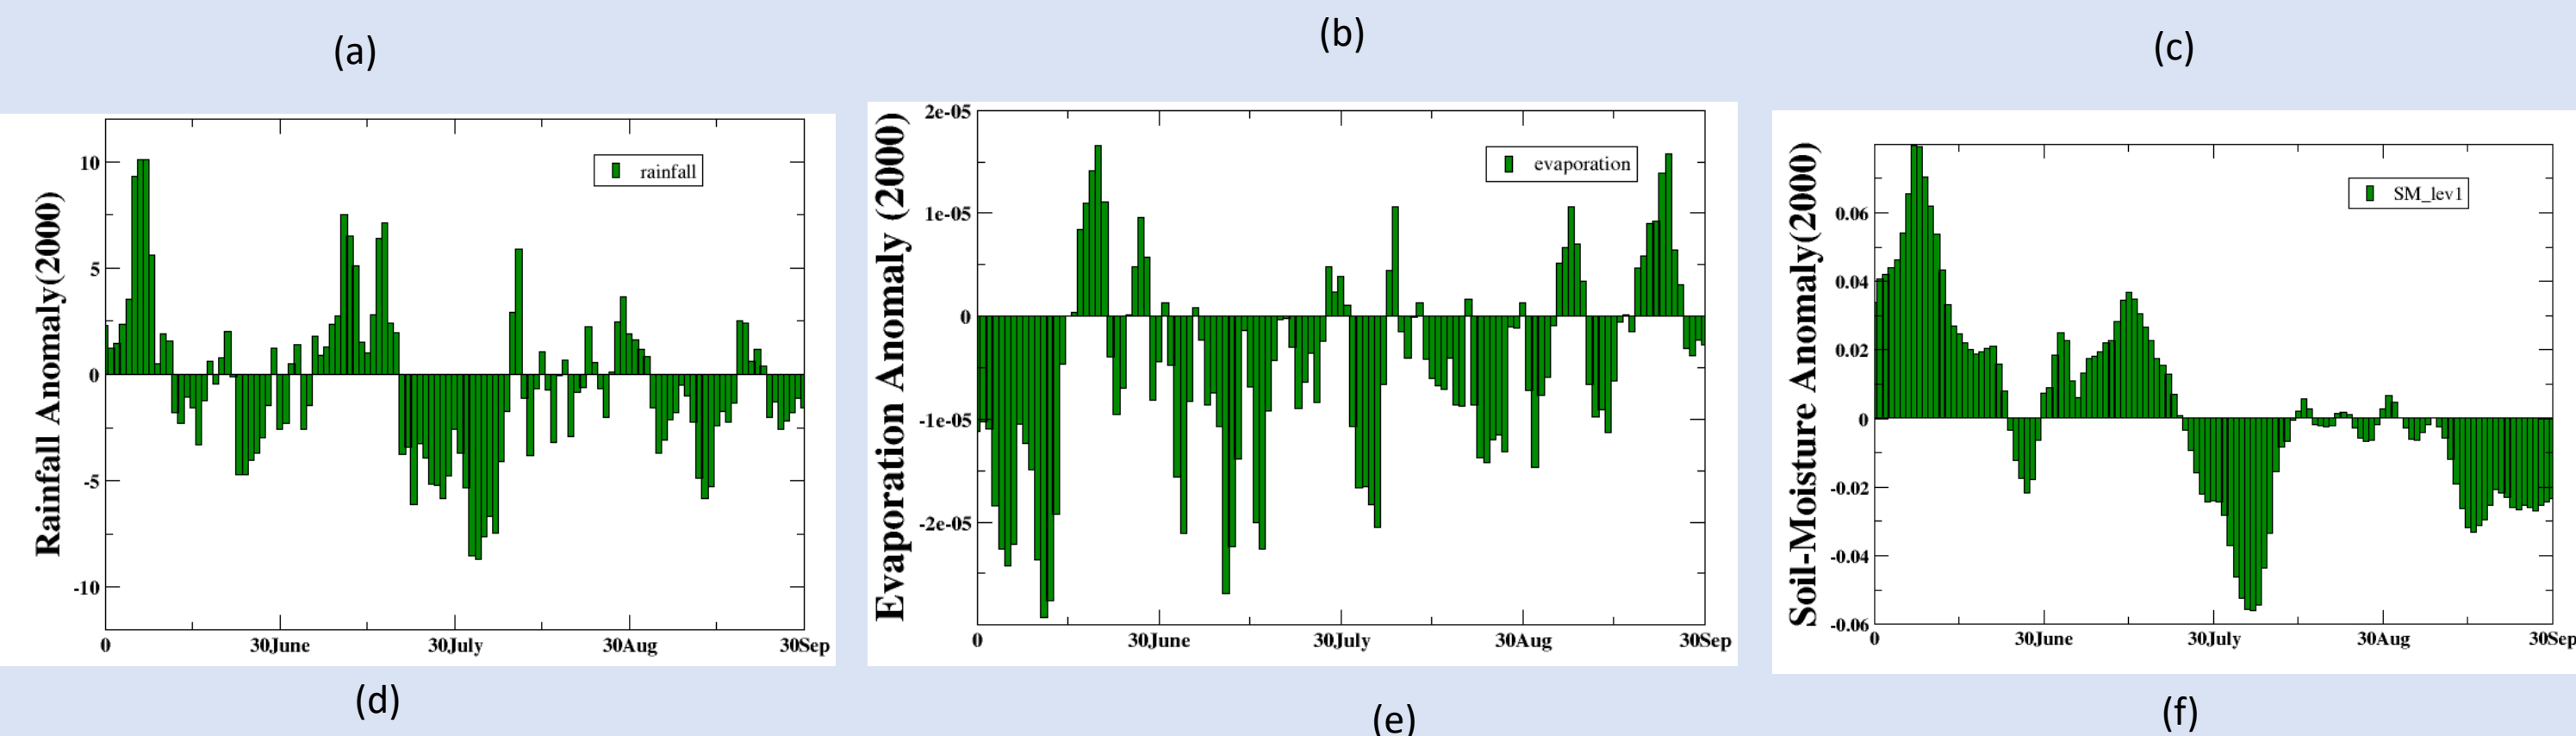 (a)
(b)
(c)
Rainfall Anomaly(2000)
10
5
0
-5
-10
rainfall
0 30June 30July 30Aug 30Sep
Evaporation Anomaly (2000)
2e-05
1e-05
0
-1e-05
-2e-05
evaporation
0 30June 30July 30Aug 30Sep
Soil-Moisture Anomaly(2000)
0.06
0.04
0.02
0
-0.02
-0.04
-0.06
SM_lev1
0 30June 30July 30Aug 30Sep
(d)
(e)
(f)